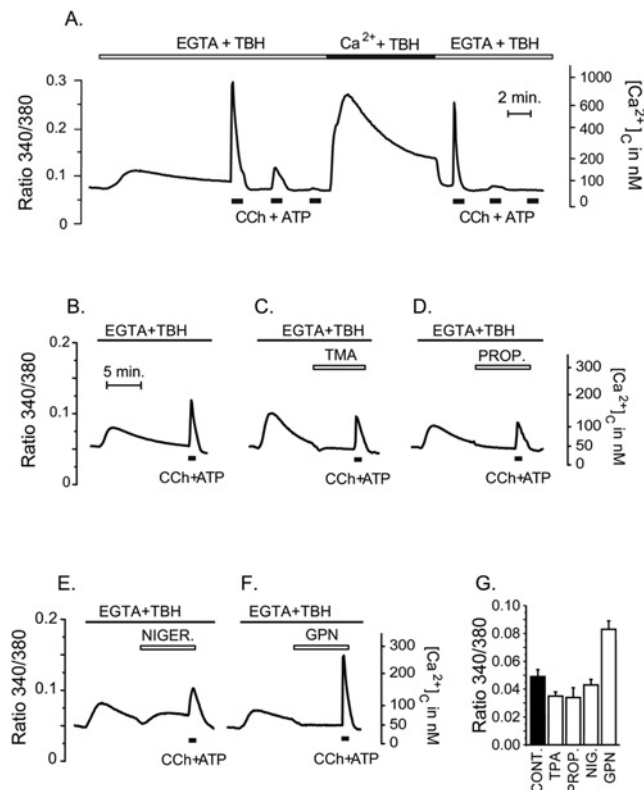 A.
EGTA + TBH Ca2+ + TBH EGTA + TBH
0.3
0.2
0.1
0
Ratio 340/380
2 min.
1000
600
400
200
100
0
[Ca2+]C in nM
CCh + ATP CCh + ATP
B. C. D.
0.2
0.1
0
Ratio 340/380
EGTA+TBH EGTA+TBH EGTA+TBH
5 min. TMA PROP.
300
200
100
50
0
[Ca2+]C in nM
CCh+ATP CCh+ATP CCh+ATP
E. F. G.
0.2
0.1
0
Ratio 340/380
EGTA+TBH EGTA+TBH
NIGER. GPN
300
200
100
50
0
[Ca2+]C in nM
CCh+ATP CCh+ATP
0.10
0.08
0.06
0.04
0.02
0.00
Ratio 340/380
CONT.
TPA
PROP.
NIG.
GPN